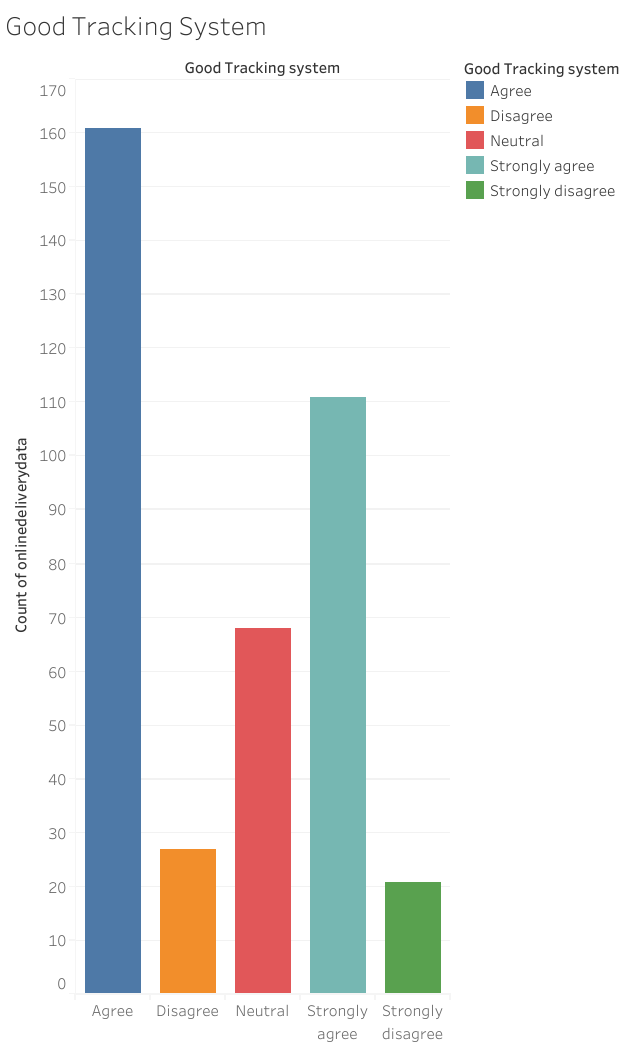 Good Tracking System
Good Tracking system
Good Tracking system
Agree
Disagree
Neutral
Strongly agree
Strongly disagree
Count of onlinedeliverydata
170
160
150
140
130
120
110
100
90
80
70
60
50
40
30
20
10
0
Agree Disagree Neutral Strongly Strongly
agree disagree